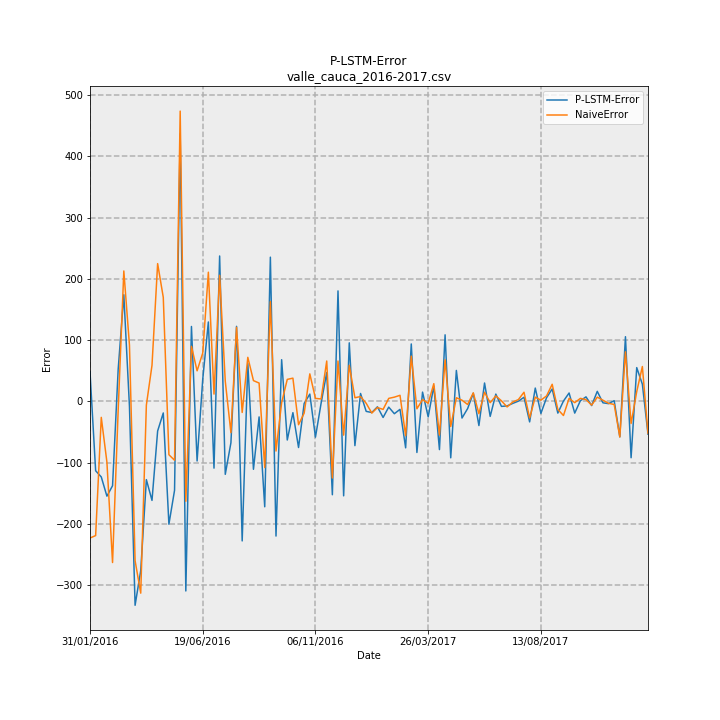 P-LSTM-Error
valle_cauca_2016-2017.csv
P-LSTM-Error
NaiveError
500
400
300
200
100
0
−100
−200
−300
Error
31/01/2016
19/06/2016
06/11/2016
26/03/2017
13/08/2017
Date